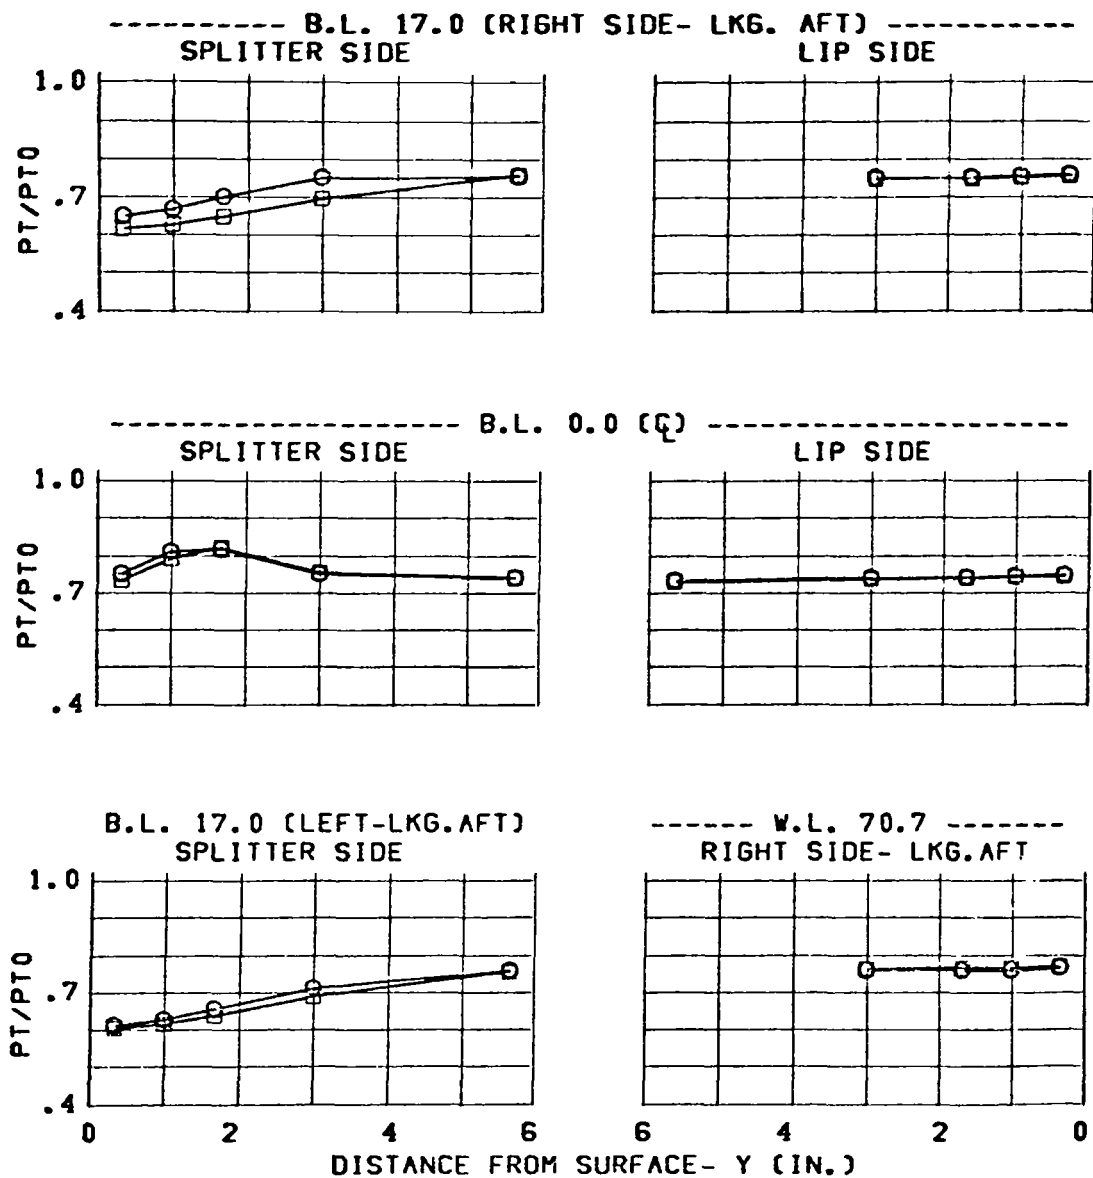 ----------- B.L. 17.0 (RIGHT SIDE- LKG. AFT) -----------
SPLITTER SIDE
LIP SIDE
1.0
.7
.4
PT/PTO
-------------------- B.L. 0.0 (℄) --------------------
SPLITTER SIDE
LIP SIDE
1.0
.7
.4
PT/PTO
B.L. 17.0 (LEFT-LKG.AFT)
SPLITTER SIDE
------ W.L. 70.7 -------
RIGHT SIDE- LKG.AFT
1.0
.7
.4
PT/PTO
0 2 4 6
6 4 2 0
DISTANCE FROM SURFACE- Y (IN.)